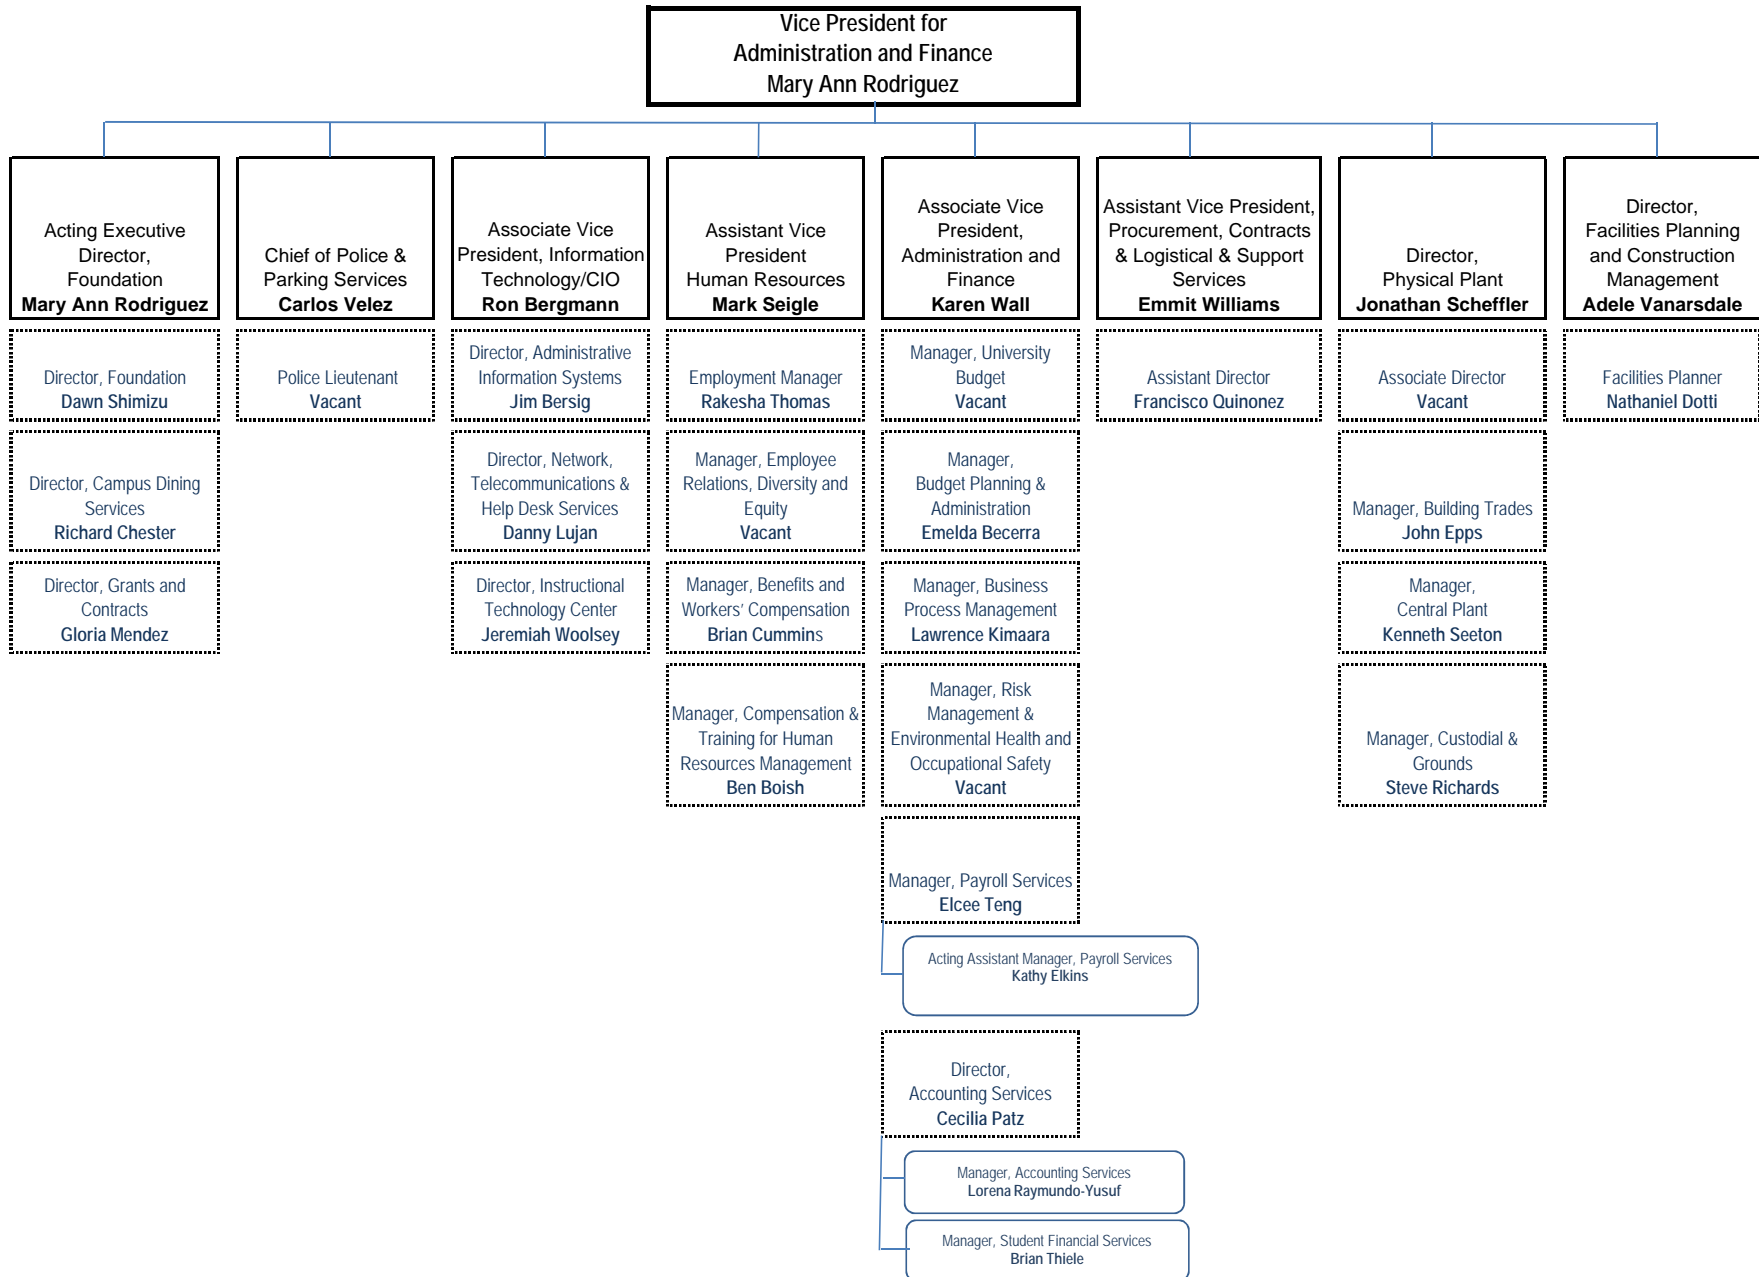 Vice President for
Administration and Finance
Mary Ann Rodriguez
Acting Executive
Director,
Foundation
Mary Ann Rodriguez
Director, Foundation
Dawn Shimizu
Director, Campus Dining
Services
Richard Chester
Director, Grants and
Contracts
Gloria Mendez
Chief of Police &
Parking Services
Carlos Velez
Police Lieutenant
Vacant
Associate Vice
President, Information
Technology/CIO
Ron Bergmann
Director, Administrative
Information Systems
Jim Bersig
Director, Network,
Telecommunications &
Help Desk Services
Danny Lujan
Director, Instructional
Technology Center
Jeremiah Woolsey
Assistant Vice
President
Human Resources
Mark Seigle
Employment Manager
Rakesha Thomas
Manager, Employee
Relations, Diversity and
Equity
Vacant
Manager, Benefits and
Workers' Compensation
Brian Cummins
Manager, Compensation &
Training for Human
Resources Management
Ben Boish
Associate Vice
President,
Administration and
Finance
Karen Wall
Manager, University
Budget
Vacant
Manager,
Budget Planning &
Administration
Emelda Becerra
Manager, Business
Process Management
Lawrence Kimaara
Manager, Risk
Management &
Environmental Health and
Occupational Safety
Vacant
Manager, Payroll Services
Elcee Teng
Acting Assistant Manager, Payroll Services
Kathy Elkins
Director,
Accounting Services
Cecilia Patz
Manager, Accounting Services
Lorena Raymundo-Yusuf
Manager, Student Financial Services
Brian Thiele
Assistant Vice President,
Procurement, Contracts
& Logistical & Support
Services
Emmit Williams
Assistant Director
Francisco Quinonez
Director,
Physical Plant
Jonathan Scheffler
Associate Director
Vacant
Manager, Building Trades
John Epps
Manager,
Central Plant
Kenneth Seeton
Manager, Custodial &
Grounds
Steve Richards
Director,
Facilities Planning
and Construction
Management
Adele Vanarsdale
Facilities Planner
Nathaniel Dotti